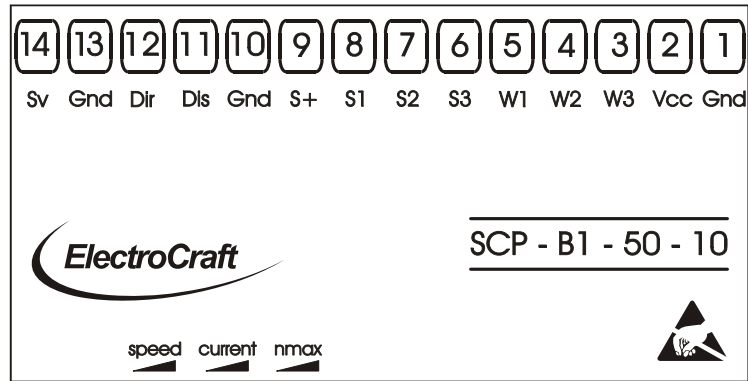 14 13 12 11 10 9 8 7 6 5 4 3 2 1
Sv Gnd Dir Dis Gnd S+ S1 S2 S3 W1 W2 W3 Vcc Gnd
ElectroCraft
SCP - B1 - 50 - 10
speed current nmax